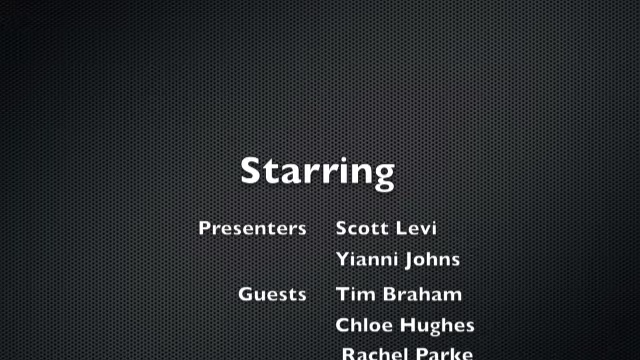 Starring
Presenters Scott Levi
Yianni Johns
Guests Tim Braham
Chloe Hughes
Rachel Parke